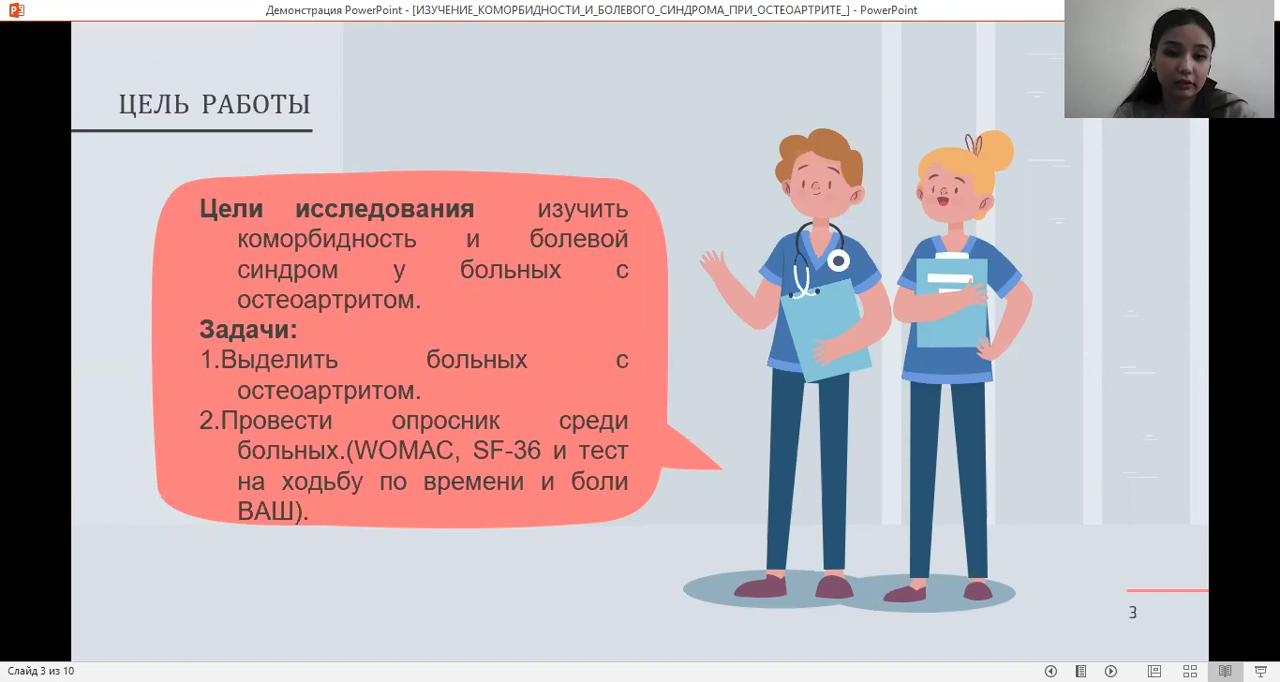 Демонстрация PowerPoint - [ИЗУЧЕНИЕ_КОМОРБИДНОСТИ_И_БОЛЕВОГО_СИНДРОМА_ПРИ_ОСТЕОАРТРИТЕ_] - PowerPoint
ЦЕЛЬ РАБОТЫ
Цели исследования изучить
коморбидность и болевой
синдром у больных с
остеоартритом.
Задачи:
1.Выделить больных с
остеоартритом.
2.Провести опросник среди
больных.(WOMAC, SF-36 и тест
на ходьбу по времени и боли
ВАШ).
3
Слайд 3 из 10